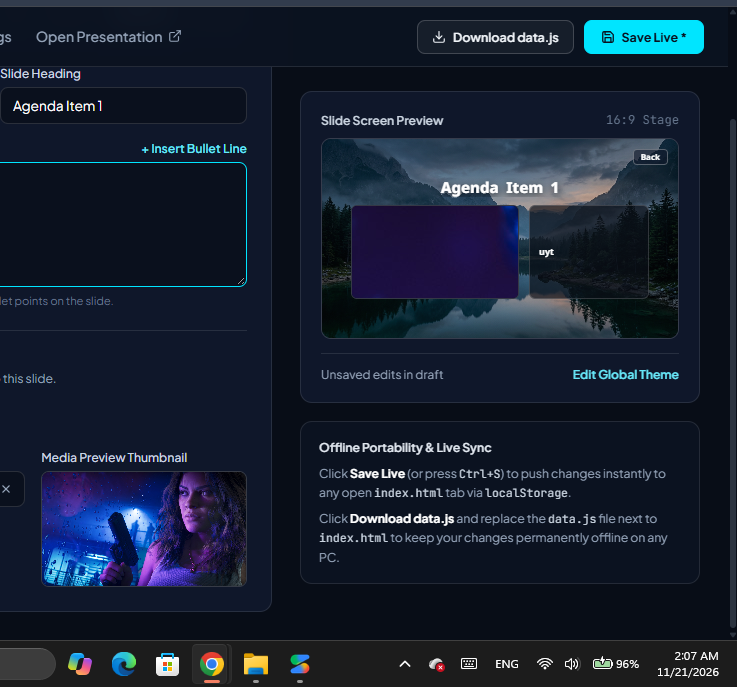 gs
Open Presentation
Download data.js
Save Live *
Slide Heading
Agenda Item 1
+ Insert Bullet Line
let points on the slide.
this slide.
Media Preview Thumbnail
Slide Screen Preview
16:9 Stage
Back
Agenda Item 1
uyt
Unsaved edits in draft
Edit Global Theme
Offline Portability & Live Sync
Click Save Live (or press Ctrl+S) to push changes instantly to
any open index.html tab via localStorage.
Click Download data.js and replace the data.js file next to
index.html to keep your changes permanently offline on any
PC.
ENG
96%
2:07 AM
11/21/2026